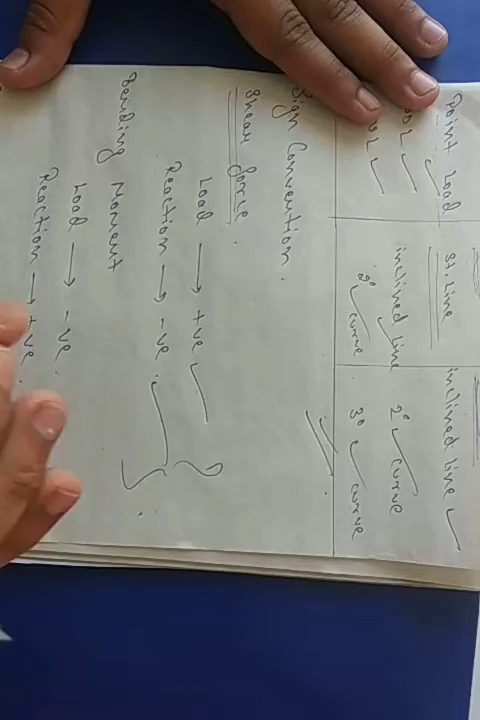 Point Load St. Line inclined line
UDL inclined line 2° curve
UVL 2° curve 3° curve
Sign Convention.
Shear force.
Load → +ve
Reaction → -ve
Bending Moment
Load → -ve.
Reaction → +ve.